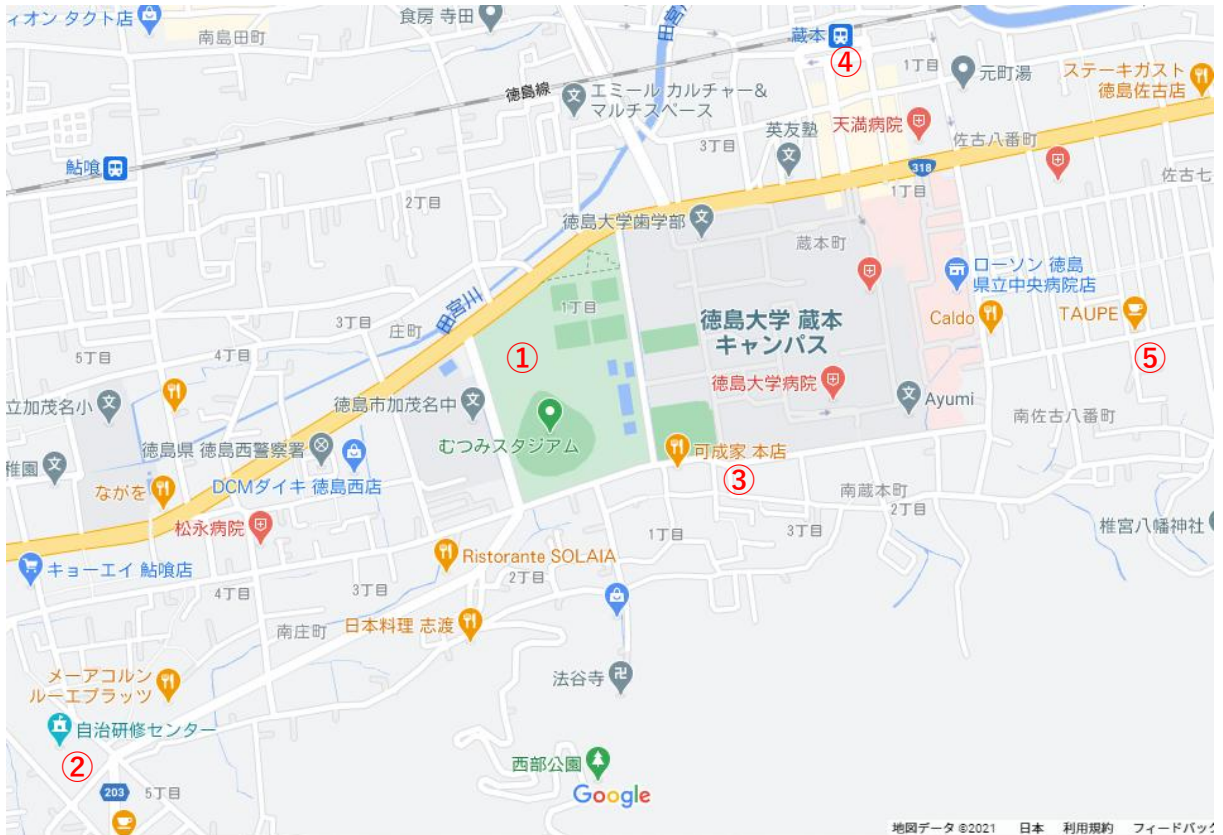 ィオン タクト店
南島田町
食房 寺田
田宮川
蔵本
④
1丁目
元町湯
ステーキガスト
徳島佐古店
徳島線
エミール カルチャー&
マルチスペース
天満病院
英友塾
3丁目
佐古八番町
318
鮎喰
佐古七
1丁目
2丁目
徳島大学歯学部
蔵本町
田宮川
1丁目
ローソン 徳島
県立中央病院店
3丁目
庄町
徳島大学 蔵本
キャンパス
Caldo
TAUPE
5丁目
4丁目
①
⑤
徳島大学病院
立加茂名小
徳島市加茂名中
Ayumi
南佐古八番町
徳島県 徳島西警察署
むつみスタジアム
可成家 本店
稚園
DCMダイキ 徳島西店
③
南蔵本町
ながを
2丁目
松永病院
1丁目
3丁目
椎宮八幡神社
キョーエイ 鮎喰店
Ristorante SOLAIA
2丁目
3丁目
4丁目
南庄町
日本料理 志渡
メーアコルン
ルーエプラッツ
法谷寺
自治研修センター
②
西部公園
203
5丁目
Google
地図データ ©2021 日本 利用規約 フィードバック